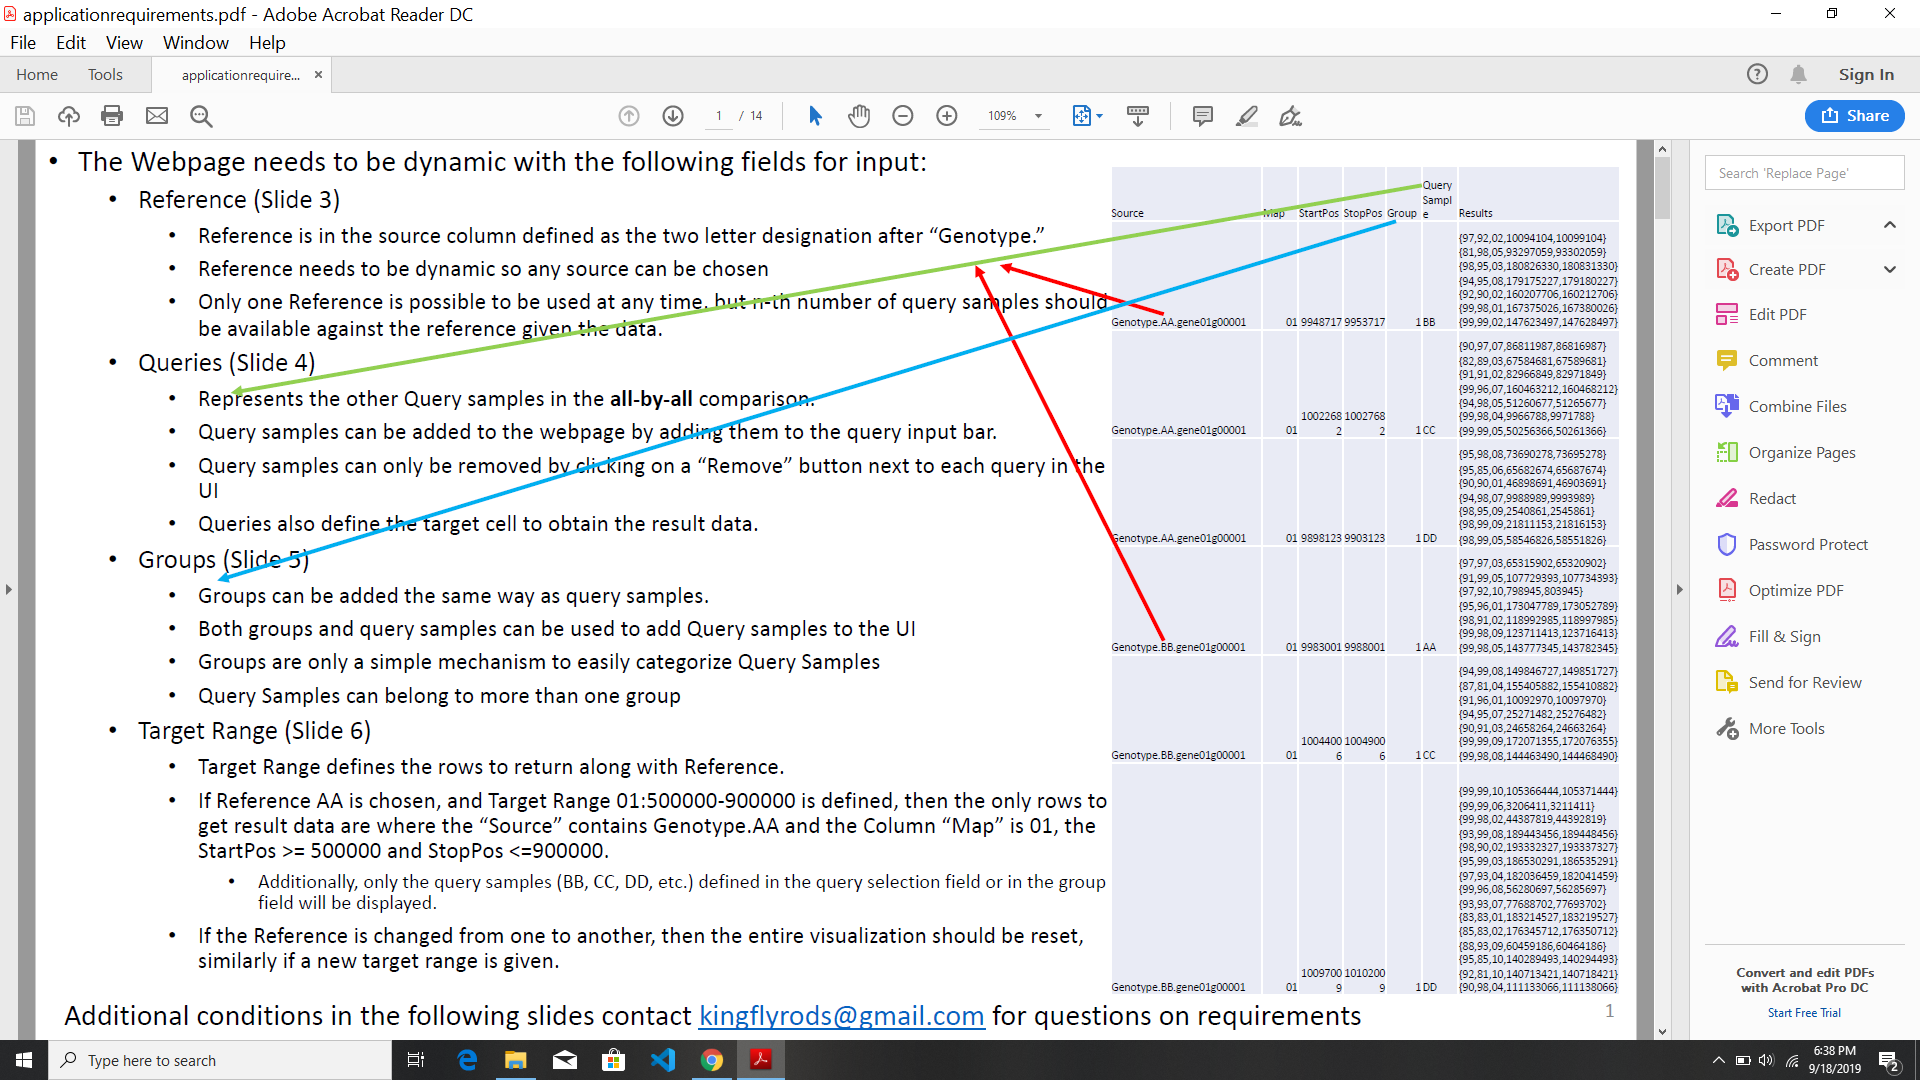 applicationrequirements.pdf - Adobe Acrobat Reader DC
File Edit View Window Help
Home Tools applicationrequire... × Sign In
1 / 14 109% Share
• The Webpage needs to be dynamic with the following fields for input:
• Reference (Slide 3)
• Reference is in the source column defined as the two letter designation after “Genotype.”
• Reference needs to be dynamic so any source can be chosen
• Only one Reference is possible to be used at any time, but n-th number of query samples should
be available against the reference given the data.
• Queries (Slide 4)
• Represents the other Query samples in the all-by-all comparison.
• Query samples can be added to the webpage by adding them to the query input bar.
• Query samples can only be removed by clicking on a “Remove” button next to each query in the
UI
• Queries also define the target cell to obtain the result data.
• Groups (Slide 5)
• Groups can be added the same way as query samples.
• Both groups and query samples can be used to add Query samples to the UI
• Groups are only a simple mechanism to easily categorize Query Samples
• Query Samples can belong to more than one group
• Target Range (Slide 6)
• Target Range defines the rows to return along with Reference.
• If Reference AA is chosen, and Target Range 01:500000-900000 is defined, then the only rows to
get result data are where the “Source” contains Genotype.AA and the Column “Map” is 01, the
StartPos >= 500000 and StopPos <=900000.
• Additionally, only the query samples (BB, CC, DD, etc.) defined in the query selection field or in the group
field will be displayed.
• If the Reference is changed from one to another, then the entire visualization should be reset,
similarly if a new target range is given.
Additional conditions in the following slides contact kingflyrods@gmail.com for questions on requirements
Query
Sampl
Source Map StartPos StopPos Group e Results
{97,92,02,10094104,10099104}
{81,98,05,93297059,93302059}
{98,95,03,180826330,180831330}
{94,95,08,179175227,179180227}
{92,90,02,160207706,160212706}
{99,98,01,167375026,167380026}
Genotype.AA.gene01g00001 01 9948717 9953717 1 BB {99,99,02,147623497,147628497}
{90,97,07,86811987,86816987}
{82,89,03,67584681,67589681}
{91,91,02,82966849,82971849}
{99,96,07,160463212,160468212}
{94,98,05,51260677,51265677}
1002268 1002768 {99,98,04,9966788,9971788}
Genotype.AA.gene01g00001 01 2 2 1 CC {99,99,05,50256366,50261366}
{95,98,08,73690278,73695278}
{95,85,06,65682674,65687674}
{90,90,01,46898691,46903691}
{94,98,07,9988989,9993989}
{98,95,09,2540861,2545861}
{98,99,09,21811153,21816153}
Genotype.AA.gene01g00001 01 9898123 9903123 1 DD {98,99,05,58546826,58551826}
{97,97,03,65315902,65320902}
{91,99,05,107729393,107734393}
{97,92,10,798945,803945}
{95,96,01,173047789,173052789}
{98,91,02,118992985,118997985}
{99,98,09,123711413,123716413}
Genotype.BB.gene01g00001 01 9983001 9988001 1 AA {98,98,05,143777345,143782345}
{94,99,08,149846727,149851727}
{87,81,04,155405882,155410882}
{91,96,01,10092970,10097970}
{94,95,07,25271482,25276482}
{90,91,03,24658264,24663264}
1004400 1004900 {99,99,09,172071355,172076355}
Genotype.BB.gene01g00001 01 6 6 1 CC {99,98,08,144463490,144468490}
{99,99,10,105366444,105371444}
{99,99,06,3206411,3211411}
{99,98,02,44387819,44392819}
{93,99,08,189443456,189448456}
{98,90,02,193332327,193337327}
{95,99,03,186530291,186535291}
{97,93,04,182036459,182041459}
{99,96,08,56280697,56285697}
{93,93,07,77688702,77693702}
{83,83,01,183214527,183219527}
{85,83,02,176345712,176350712}
{88,93,09,60459186,60464186}
{95,85,10,140289493,140294493}
1009700 1010200 {92,81,10,140713421,140718421}
Genotype.BB.gene01g00001 01 9 9 1 DD {90,98,04,111133066,111138066}
1
Search 'Replace Page'
Export PDF
Create PDF
Edit PDF
Comment
Combine Files
Organize Pages
Redact
Password Protect
Optimize PDF
Fill & Sign
Send for Review
More Tools
Convert and edit PDFs
with Acrobat Pro DC
Start Free Trial
Type here to search
6:38 PM
9/18/2019
2